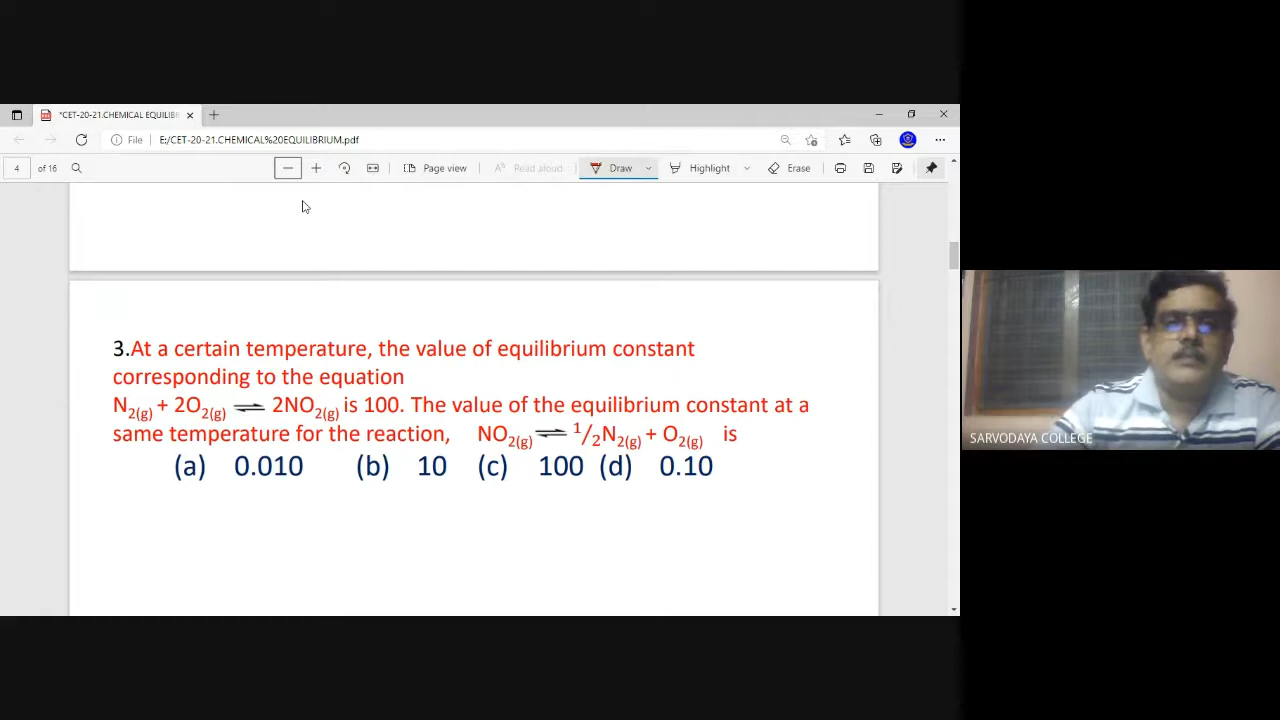 *CET-20-21.CHEMICAL EQUILIBR
File E:/CET-20-21.CHEMICAL%20EQUILIBRIUM.pdf
4 of 16 Page view Read aloud Draw Highlight Erase
3.At a certain temperature, the value of equilibrium constant
corresponding to the equation
N2(g) + 2O2(g) ⇌ 2NO2(g) is 100. The value of the equilibrium constant at a
same temperature for the reaction, NO2(g) ⇌ 1/2N2(g) + O2(g) is
(a) 0.010 (b) 10 (c) 100 (d) 0.10
SARVODAYA COLLEGE